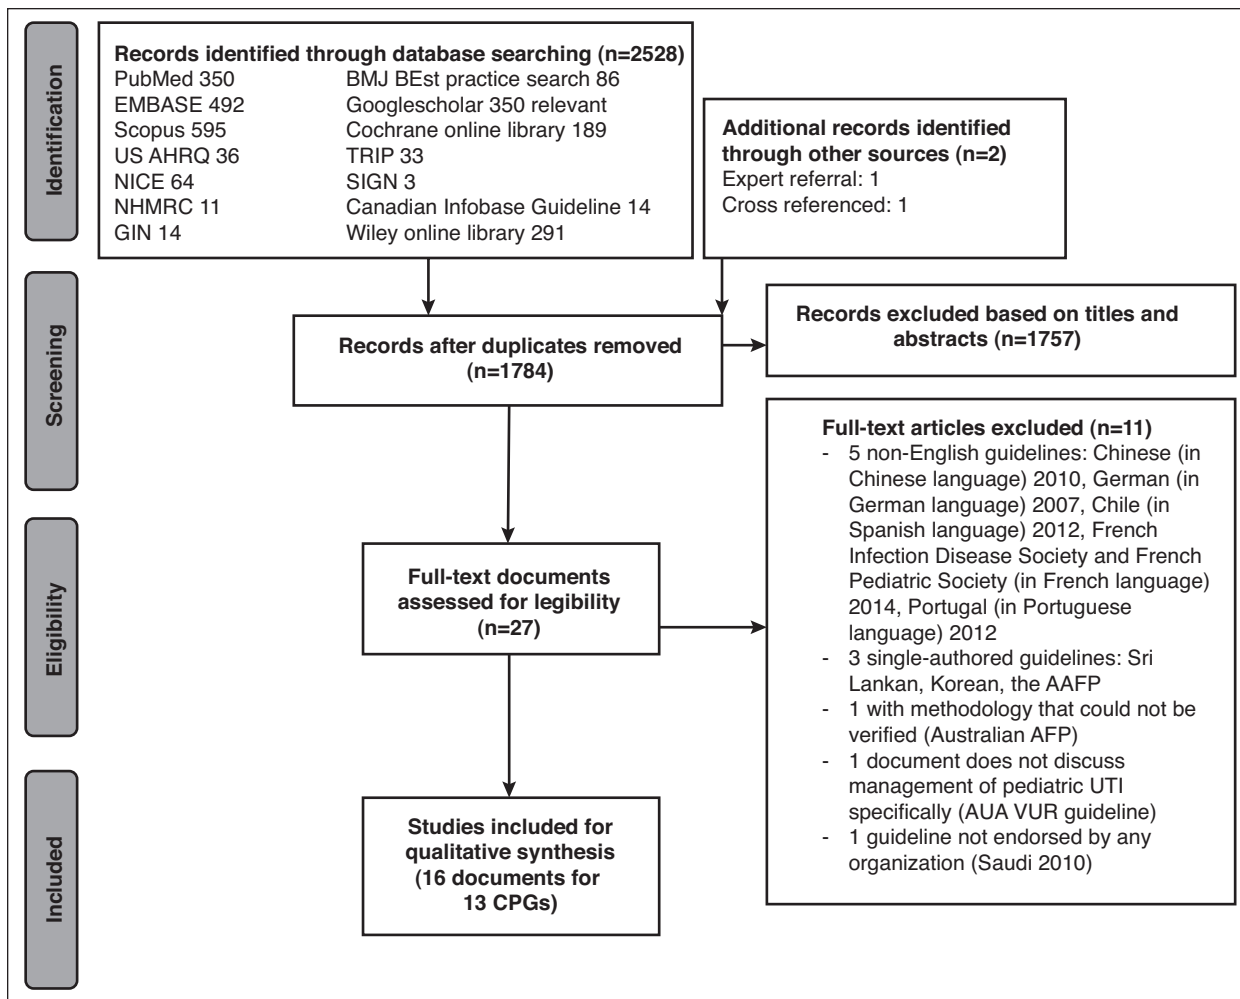 Identification
Records identified through database searching (n=2528)
PubMed 350
EMBASE 492
Scopus 595
US AHRQ 36
NICE 64
NHMRC 11
GIN 14
BMJ BEst practice search 86
Googlescholar 350 relevant
Cochrane online library 189
TRIP 33
SIGN 3
Canadian Infobase Guideline 14
Wiley online library 291
Additional records identified
through other sources (n=2)
Expert referral: 1
Cross referenced: 1
Screening
Records after duplicates removed
(n=1784)
Records excluded based on titles and
abstracts (n=1757)
Eligibility
Full-text documents
assessed for legibility
(n=27)
Full-text articles excluded (n=11)
- 5 non-English guidelines: Chinese (in
Chinese language) 2010, German (in
German language) 2007, Chile (in
Spanish language) 2012, French
Infection Disease Society and French
Pediatric Society (in French language)
2014, Portugal (in Portuguese
language) 2012
- 3 single-authored guidelines: Sri
Lankan, Korean, the AAFP
- 1 with methodology that could not be
verified (Australian AFP)
- 1 document does not discuss
management of pediatric UTI
specifically (AUA VUR guideline)
- 1 guideline not endorsed by any
organization (Saudi 2010)
Included
Studies included for
qualitative synthesis
(16 documents for
13 CPGs)